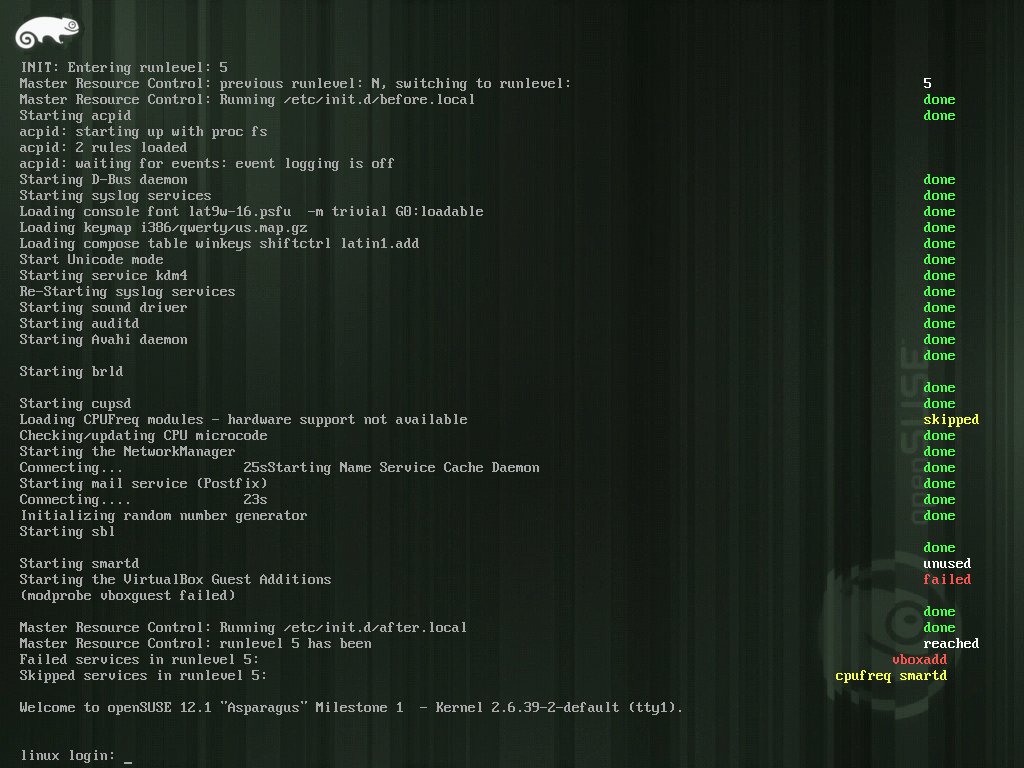 INIT: Entering runlevel: 5
Master Resource Control: previous runlevel: N, switching to runlevel: 5
Master Resource Control: Running /etc/init.d/before.local done
Starting acpid done
acpid: starting up with proc fs
acpid: 2 rules loaded
acpid: waiting for events: event logging is off
Starting D-Bus daemon done
Starting syslog services done
Loading console font lat9w-16.psfu  -m trivial G0:loadable done
Loading keymap i386/qwerty/us.map.gz done
Loading compose table winkeys shiftctrl latin1.add done
Start Unicode mode done
Starting service kdm4 done
Re-Starting syslog services done
Starting sound driver done
Starting auditd done
Starting Avahi daemon done
done
Starting brld
done
Starting cupsd done
Loading CPUFreq modules - hardware support not available skipped
Checking/updating CPU microcode done
Starting the NetworkManager done
Connecting... 25sStarting Name Service Cache Daemon done
Starting mail service (Postfix) done
Connecting.... 23s done
Initializing random number generator done
Starting sbl
done
Starting smartd unused
Starting the VirtualBox Guest Additions failed
(modprobe vboxguest failed)
done
Master Resource Control: Running /etc/init.d/after.local done
Master Resource Control: runlevel 5 has been reached
Failed services in runlevel 5: vboxadd
Skipped services in runlevel 5: cpufreq smartd
Welcome to openSUSE 12.1 "Asparagus" Milestone 1  - Kernel 2.6.39-2-default (tty1).
linux login: _
openSUSE